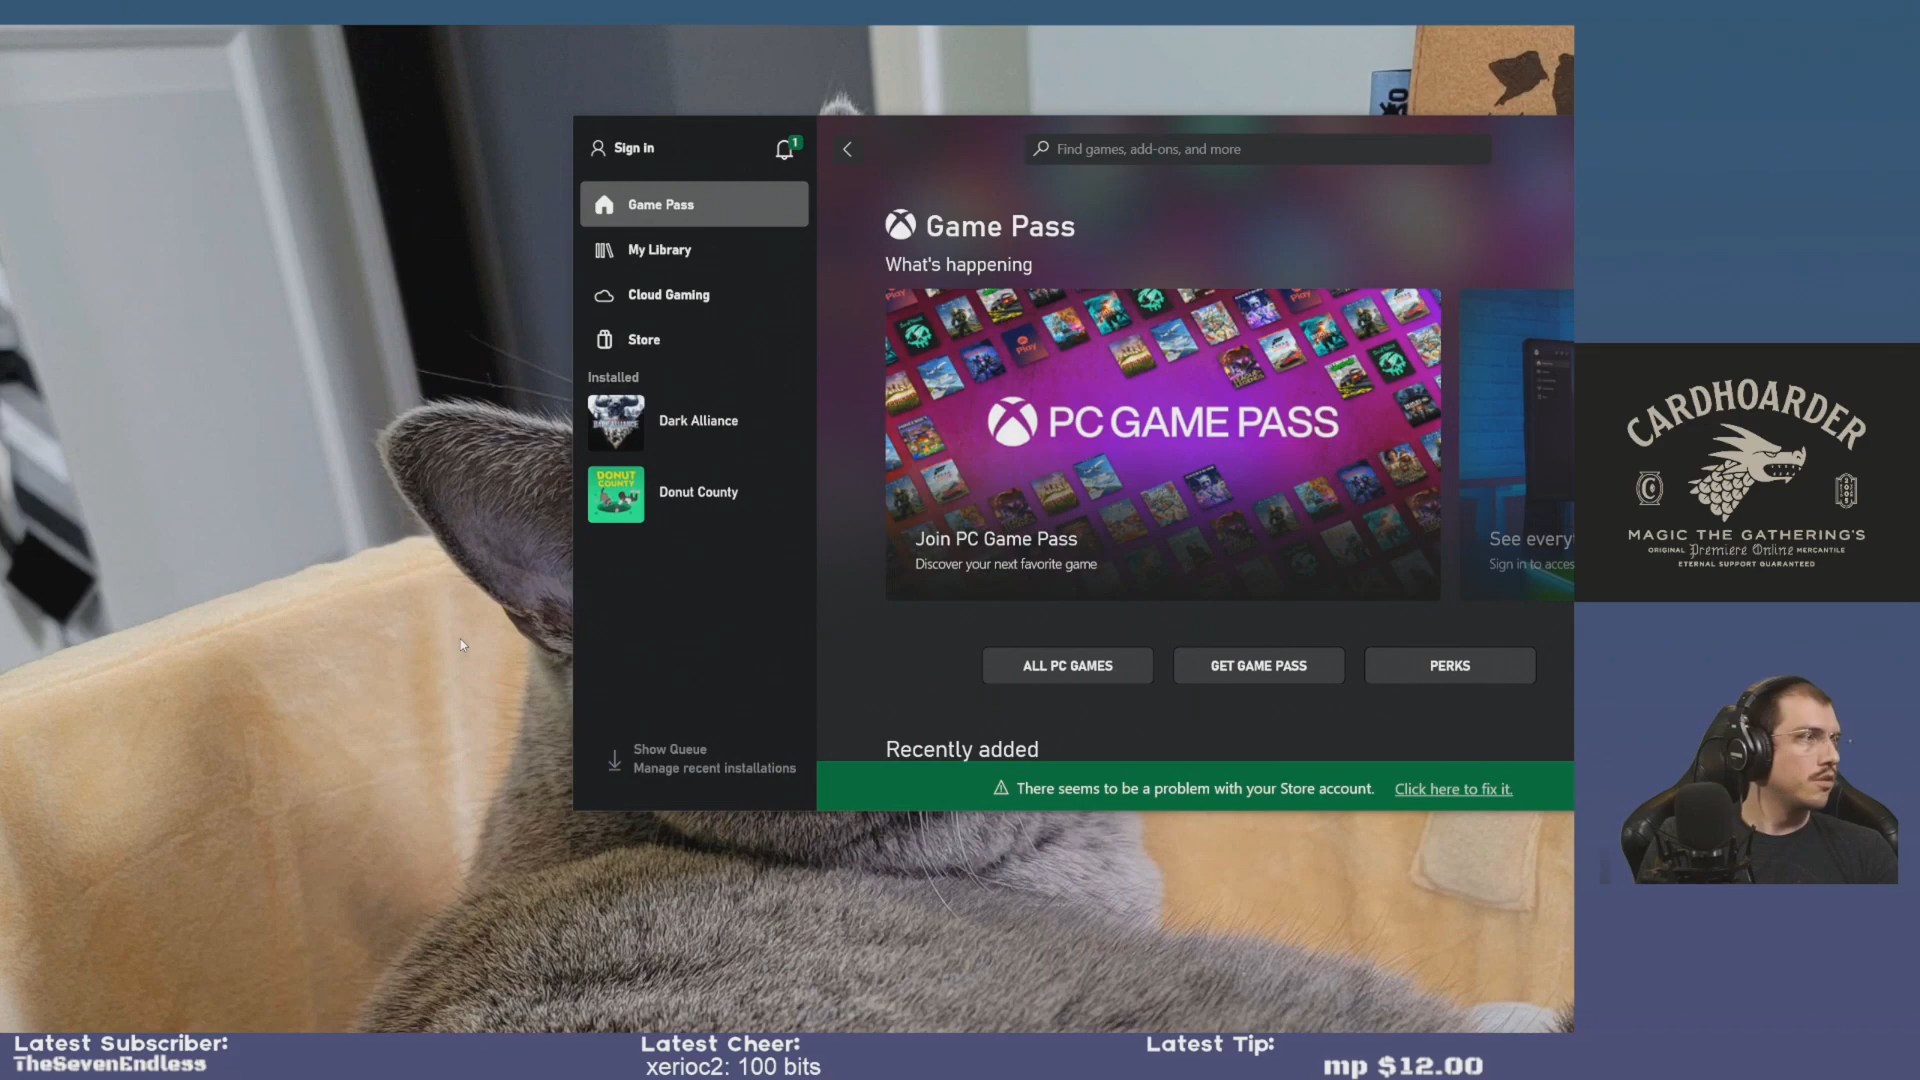 Sign in
1
Find games, add-ons, and more
Game Pass
My Library
Cloud Gaming
Store
Installed
Dark Alliance
DONUT COUNTY
Donut County
Show Queue
Manage recent installations
Game Pass
What's happening
PC GAME PASS
Join PC Game Pass
Discover your next favorite game
See every
Sign in to acces
ALL PC GAMES
GET GAME PASS
PERKS
Recently added
There seems to be a problem with your Store account. Click here to fix it.
CARDHOARDER
MAGIC THE GATHERING'S
ORIGINAL Premiere Online MERCANTILE
ETERNAL SUPPORT GUARANTEED
Latest Subscriber:
TheSevenEndless
Latest Cheer:
xerioc2: 100 bits
Latest Tip:
mp $12.00